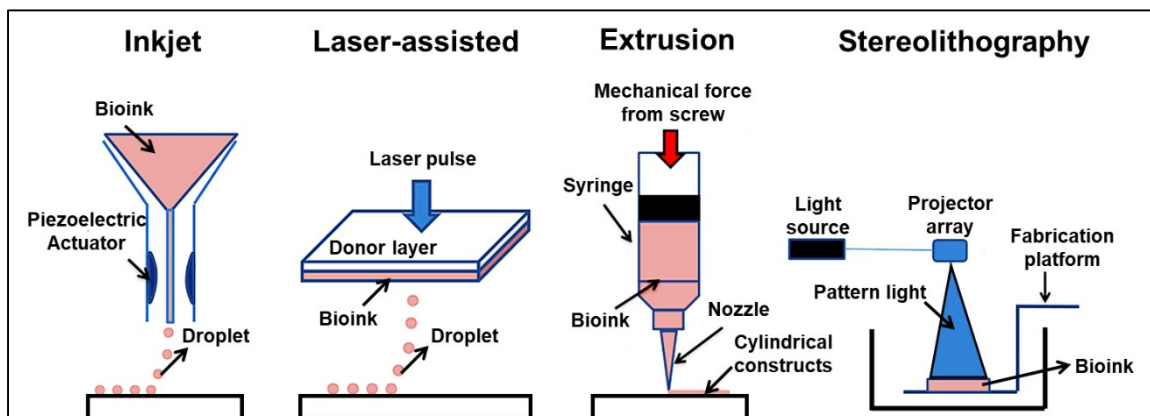 Inkjet
Bioink
Piezoelectric
Actuator
Droplet
Laser-assisted
Laser pulse
Donor layer
Bioink
Droplet
Extrusion
Mechanical force
from screw
Syringe
Bioink
Nozzle
Cylindrical
constructs
Stereolithography
Light
source
Projector
array
Fabrication
platform
Pattern light
Bioink